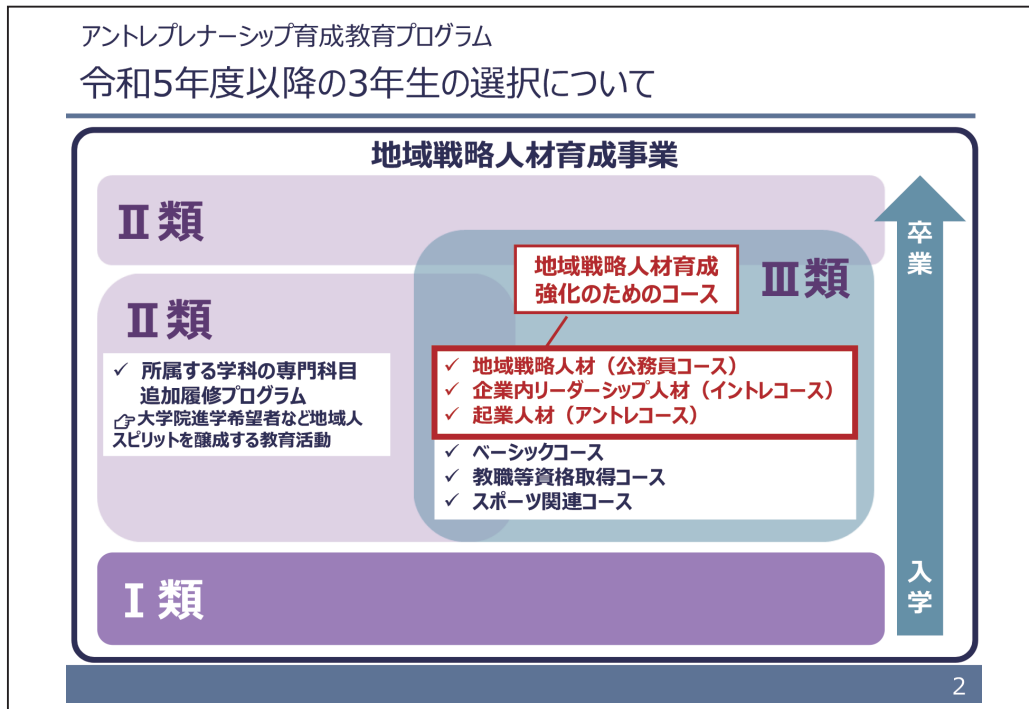 アントレプレナーシップ育成教育プログラム
令和5年度以降の3年生の選択について
地域戦略人材育成事業
Ⅱ類
Ⅱ類
✓ 所属する学科の専門科目
追加履修プログラム
👉大学院進学希望者など地域人
スピリットを醸成する教育活動
地域戦略人材育成
強化のためのコース
Ⅲ類
✓ 地域戦略人材（公務員コース）
✓ 企業内リーダーシップ人材（イントレコース）
✓ 起業人材（アントレコース）
✓ ベーシックコース
✓ 教職等資格取得コース
✓ スポーツ関連コース
Ⅰ類
卒業
入学
2